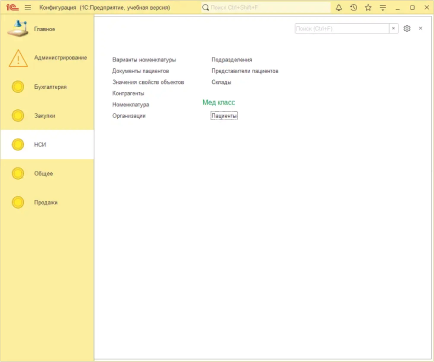 1С Конфигурация (1С:Предприятие, учебная версия) Поиск Ctrl+Shift+F
Главное
Администрирование
Бухгалтерия
Закупки
НСИ
Общее
Продажи
Поиск (Ctrl+F)
Варианты номенклатуры
Документы пациентов
Значения свойств объектов
Контрагенты
Номенклатура
Организации
Подразделения
Представители пациентов
Склады
Мед класс
Пациенты